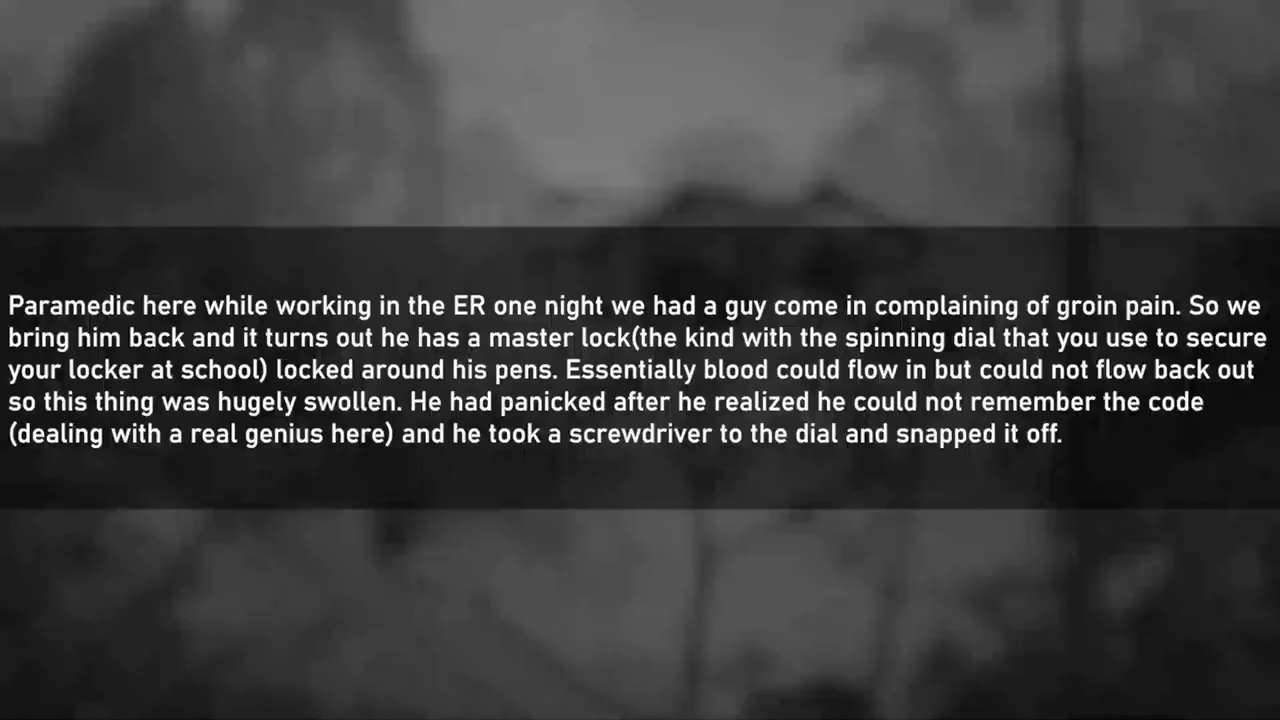 Paramedic here while working in the ER one night we had a guy come in complaining of groin pain. So we
bring him back and it turns out he has a master lock(the kind with the spinning dial that you use to secure
your locker at school) locked around his pens. Essentially blood could flow in but could not flow back out
so this thing was hugely swollen. He had panicked after he realized he could not remember the code
(dealing with a real genius here) and he took a screwdriver to the dial and snapped it off.